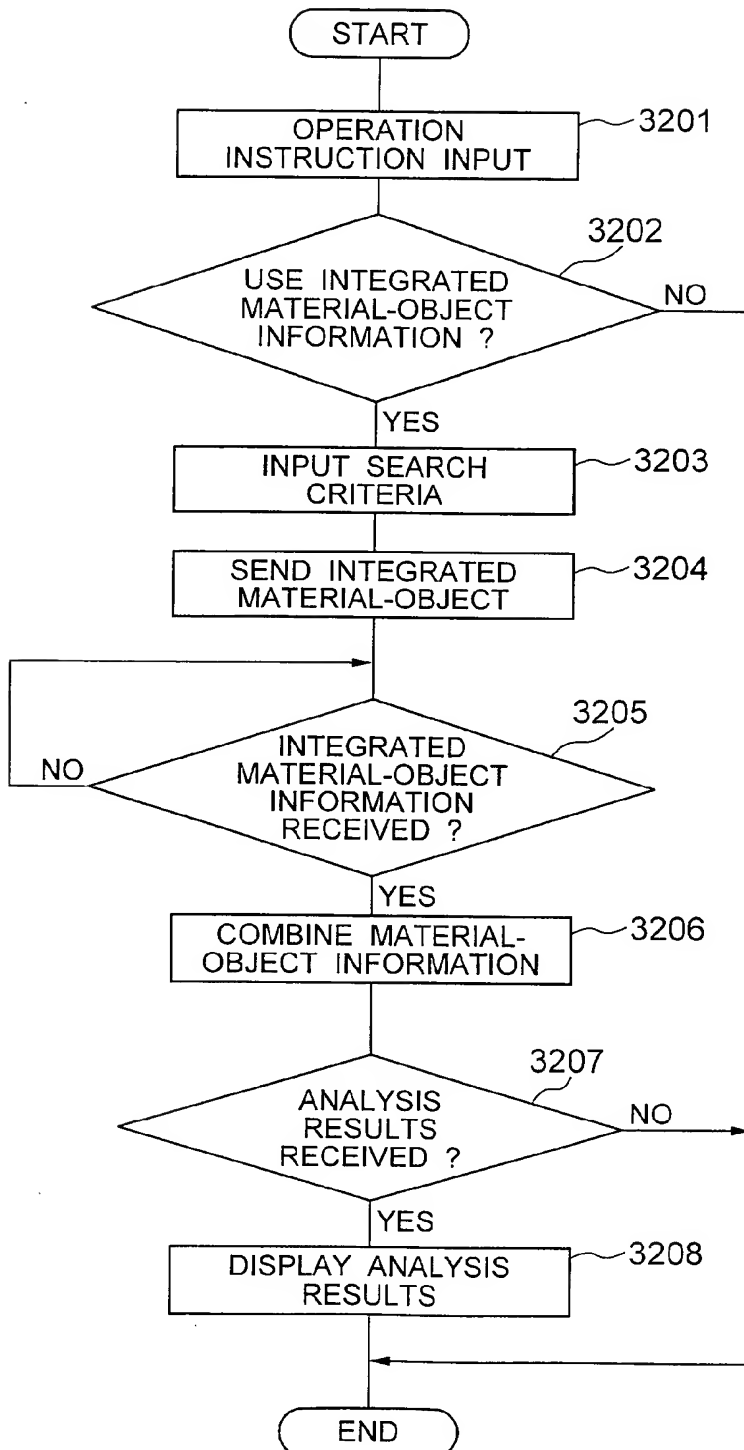 START
OPERATION
INSTRUCTION INPUT
3201
3202
USE INTEGRATED
MATERIAL-OBJECT
INFORMATION ?
NO
YES
INPUT SEARCH
CRITERIA
3203
SEND INTEGRATED
MATERIAL-OBJECT
3204
3205
INTEGRATED
MATERIAL-OBJECT
INFORMATION
RECEIVED ?
NO
YES
COMBINE MATERIAL-
OBJECT INFORMATION
3206
3207
ANALYSIS
RESULTS
RECEIVED ?
NO
YES
DISPLAY ANALYSIS
RESULTS
3208
END